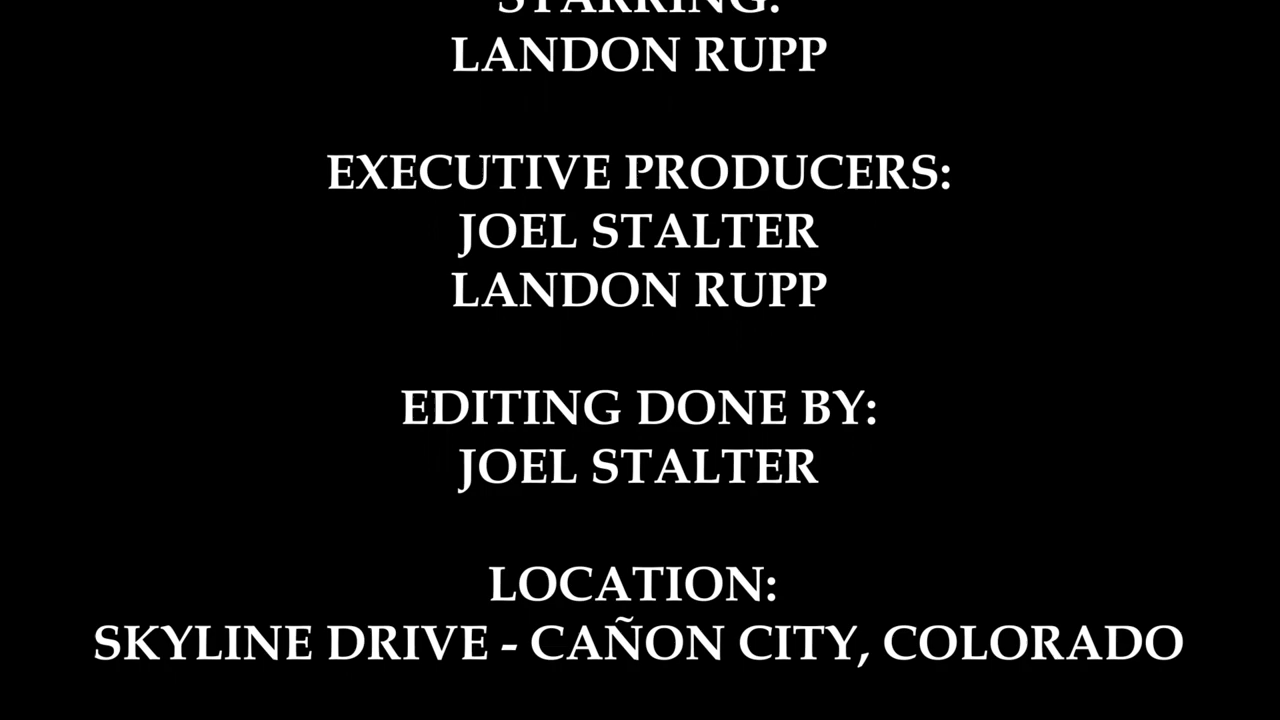 STARRING:
LANDON RUPP
EXECUTIVE PRODUCERS:
JOEL STALTER
LANDON RUPP
EDITING DONE BY:
JOEL STALTER
LOCATION:
SKYLINE DRIVE - CAÑON CITY, COLORADO